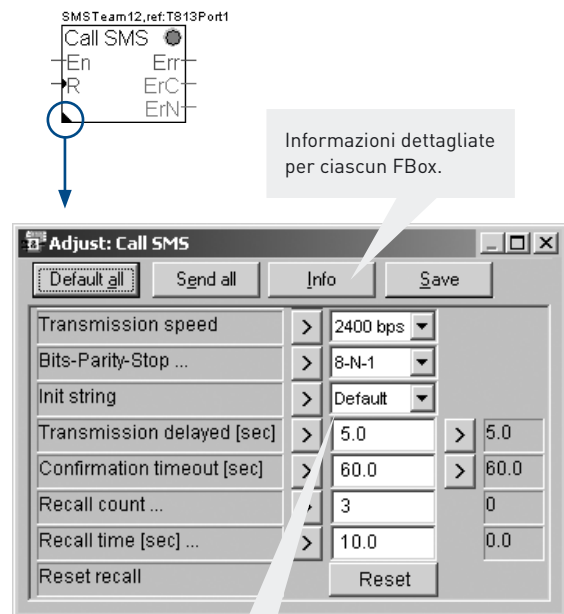 SMSTeam12,ref:T813Port1
Call SMS
En Err
R ErC
ErN
Informazioni dettagliate
per ciascun FBox.
Adjust: Call SMS
Default all Send all Info Save
Transmission speed > 2400 bps
Bits-Parity-Stop ... > 8-N-1
Init string > Default
Transmission delayed [sec] > 5.0 > 5.0
Confirmation timeout [sec] > 60.0 > 60.0
Recall count ... > 3 0
Recall time [sec] ... > 10.0 0.0
Reset recall Reset